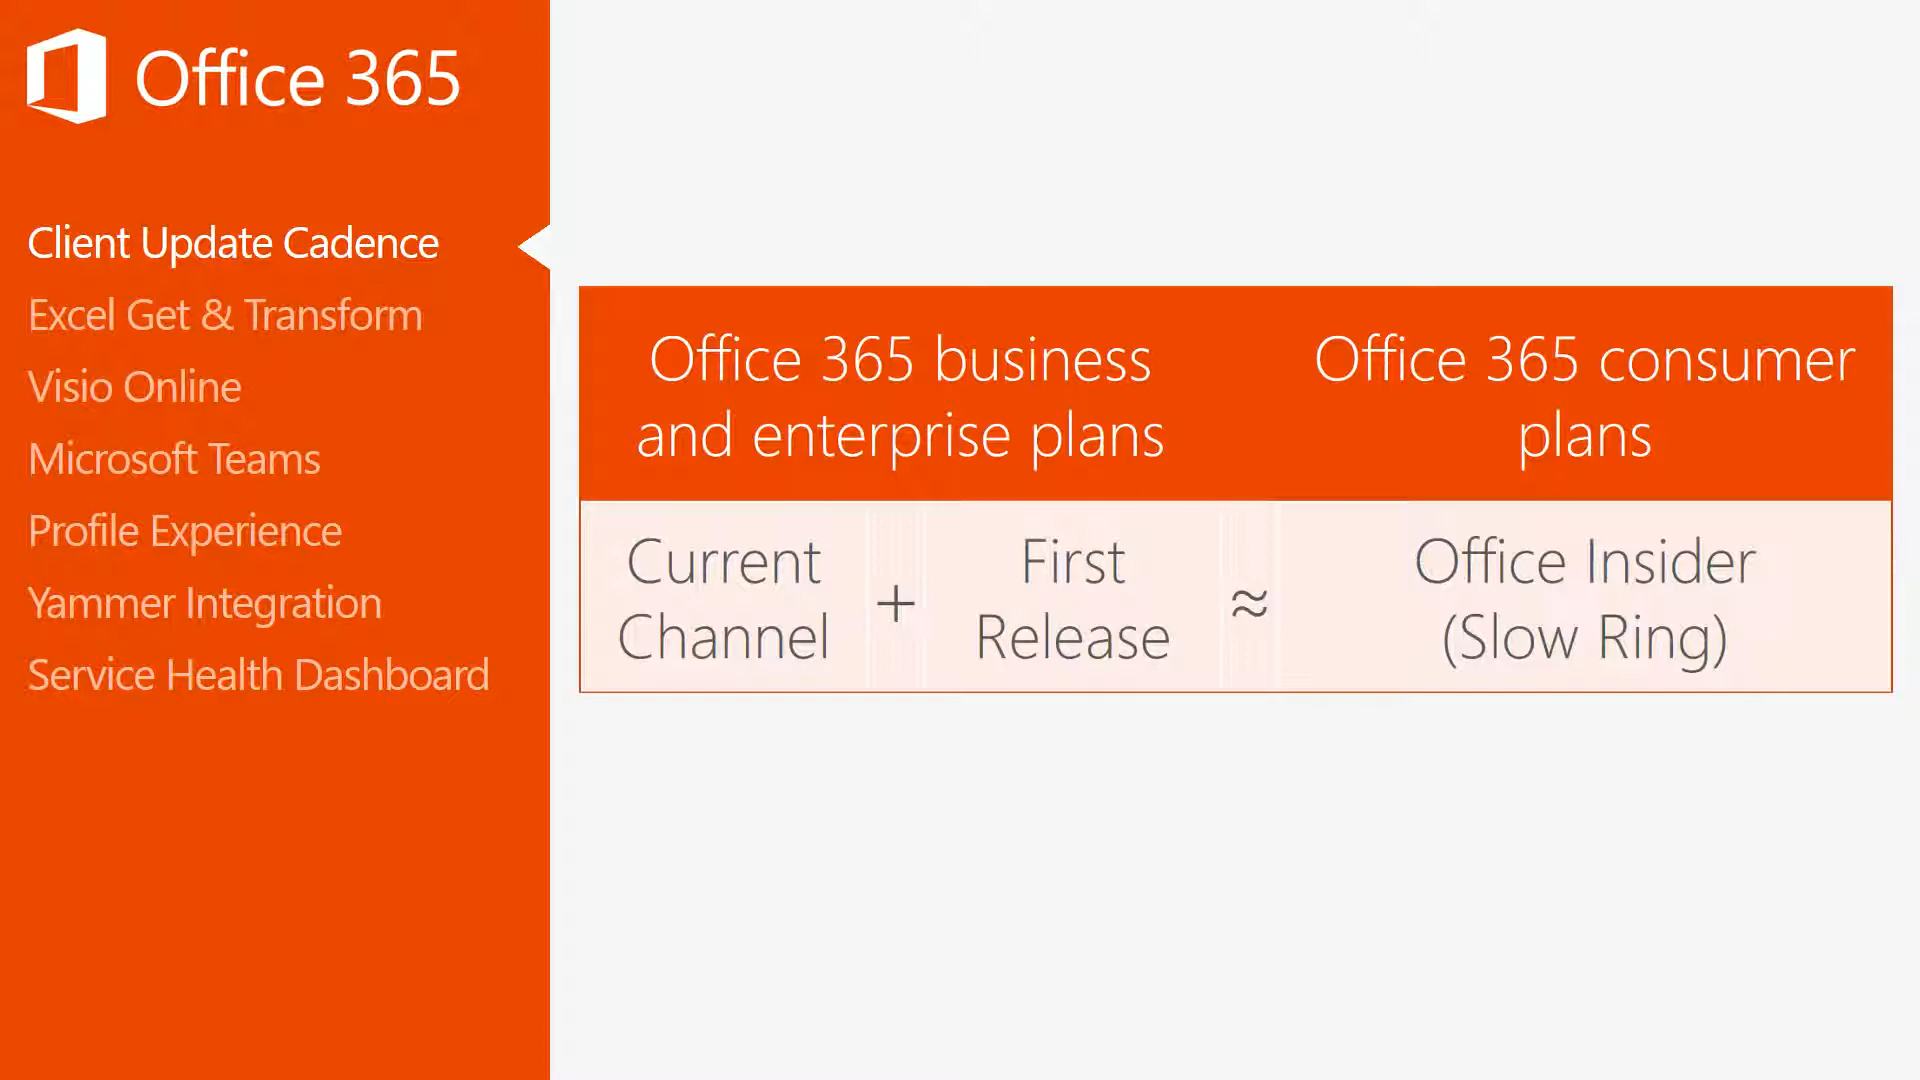 Office 365
Client Update Cadence
Excel Get & Transform
Visio Online
Microsoft Teams
Profile Experience
Yammer Integration
Service Health Dashboard
Office 365 business
and enterprise plans
Office 365 consumer
plans
Current
Channel
+
First
Release
≈
Office Insider
(Slow Ring)